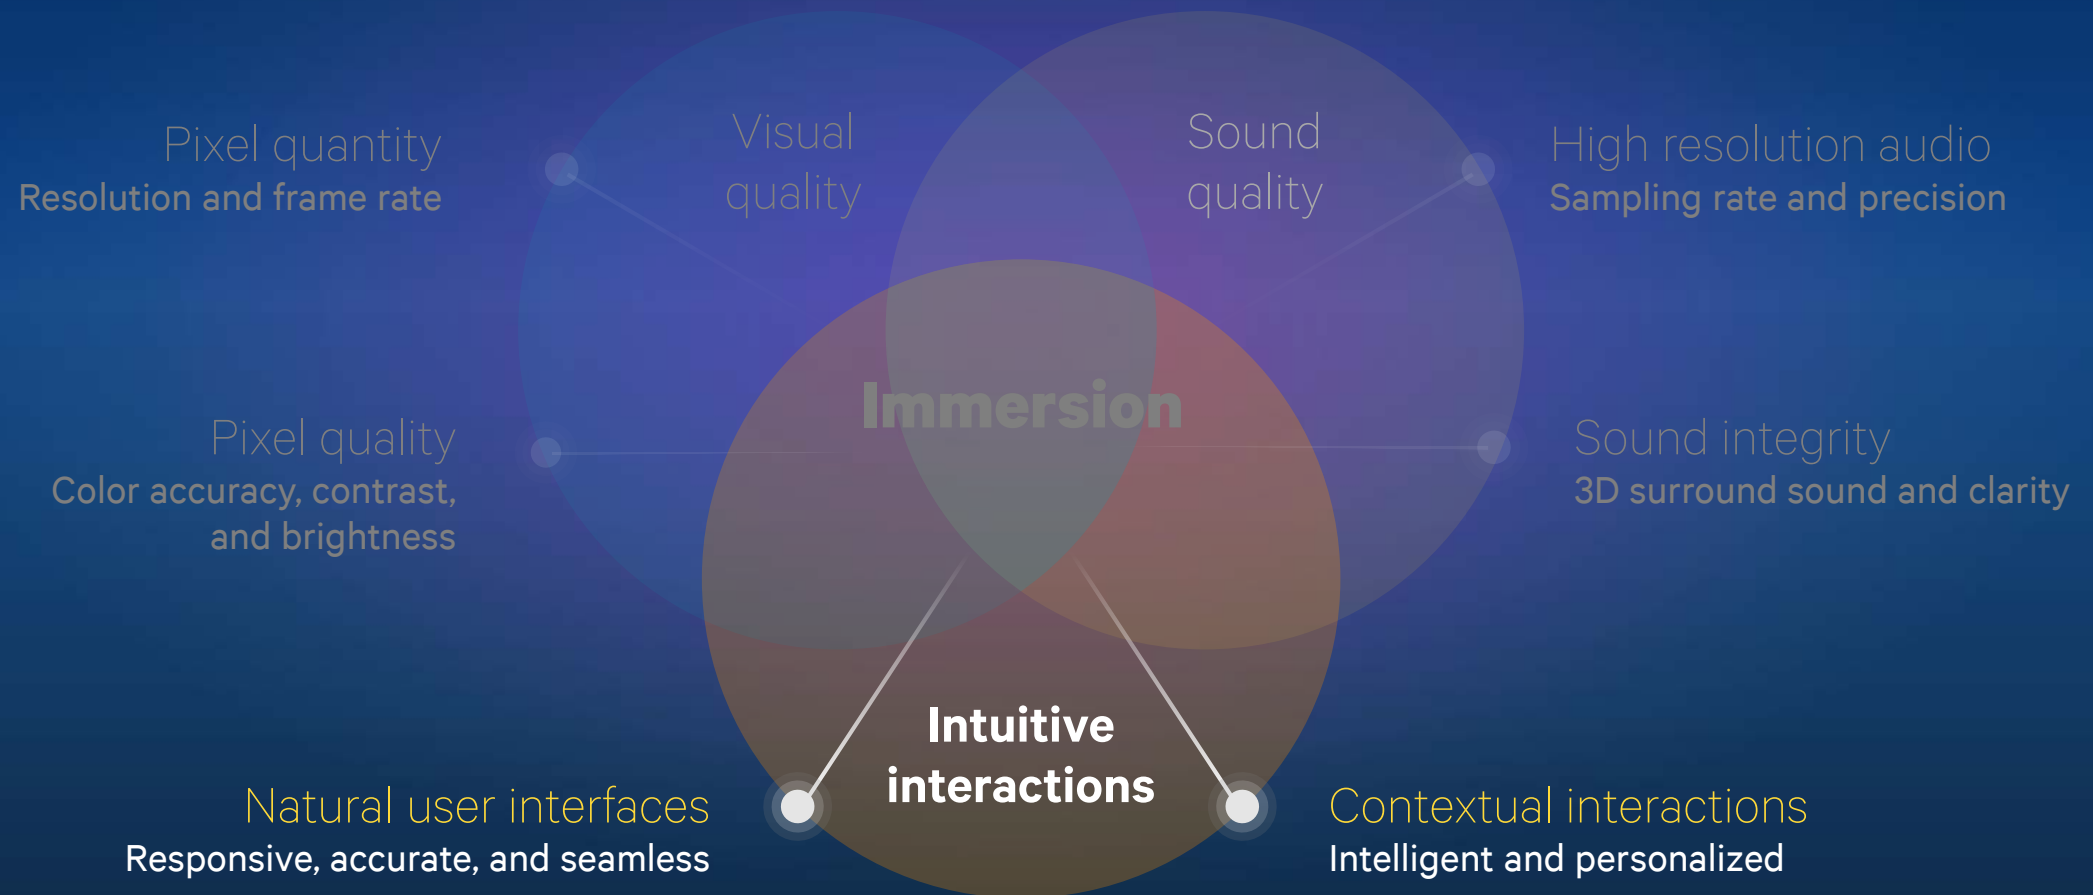 Pixel quantity
Resolution and frame rate
Visual
quality
Sound
quality
High resolution audio
Sampling rate and precision
Immersion
Pixel quality
Color accuracy, contrast,
and brightness
Sound integrity
3D surround sound and clarity
Intuitive
interactions
Natural user interfaces
Responsive, accurate, and seamless
Contextual interactions
Intelligent and personalized